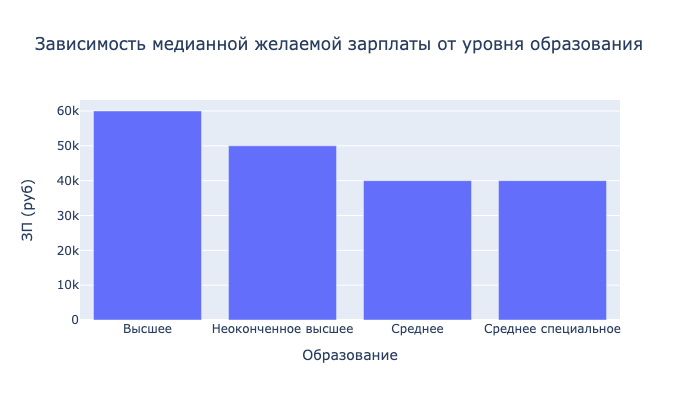 Зависимость медианной желаемой зарплаты от уровня образования
60k
50k
40k
30k
20k
10k
0
ЗП (руб)
Высшее
Неоконченное высшее
Среднее
Среднее специальное
Образование